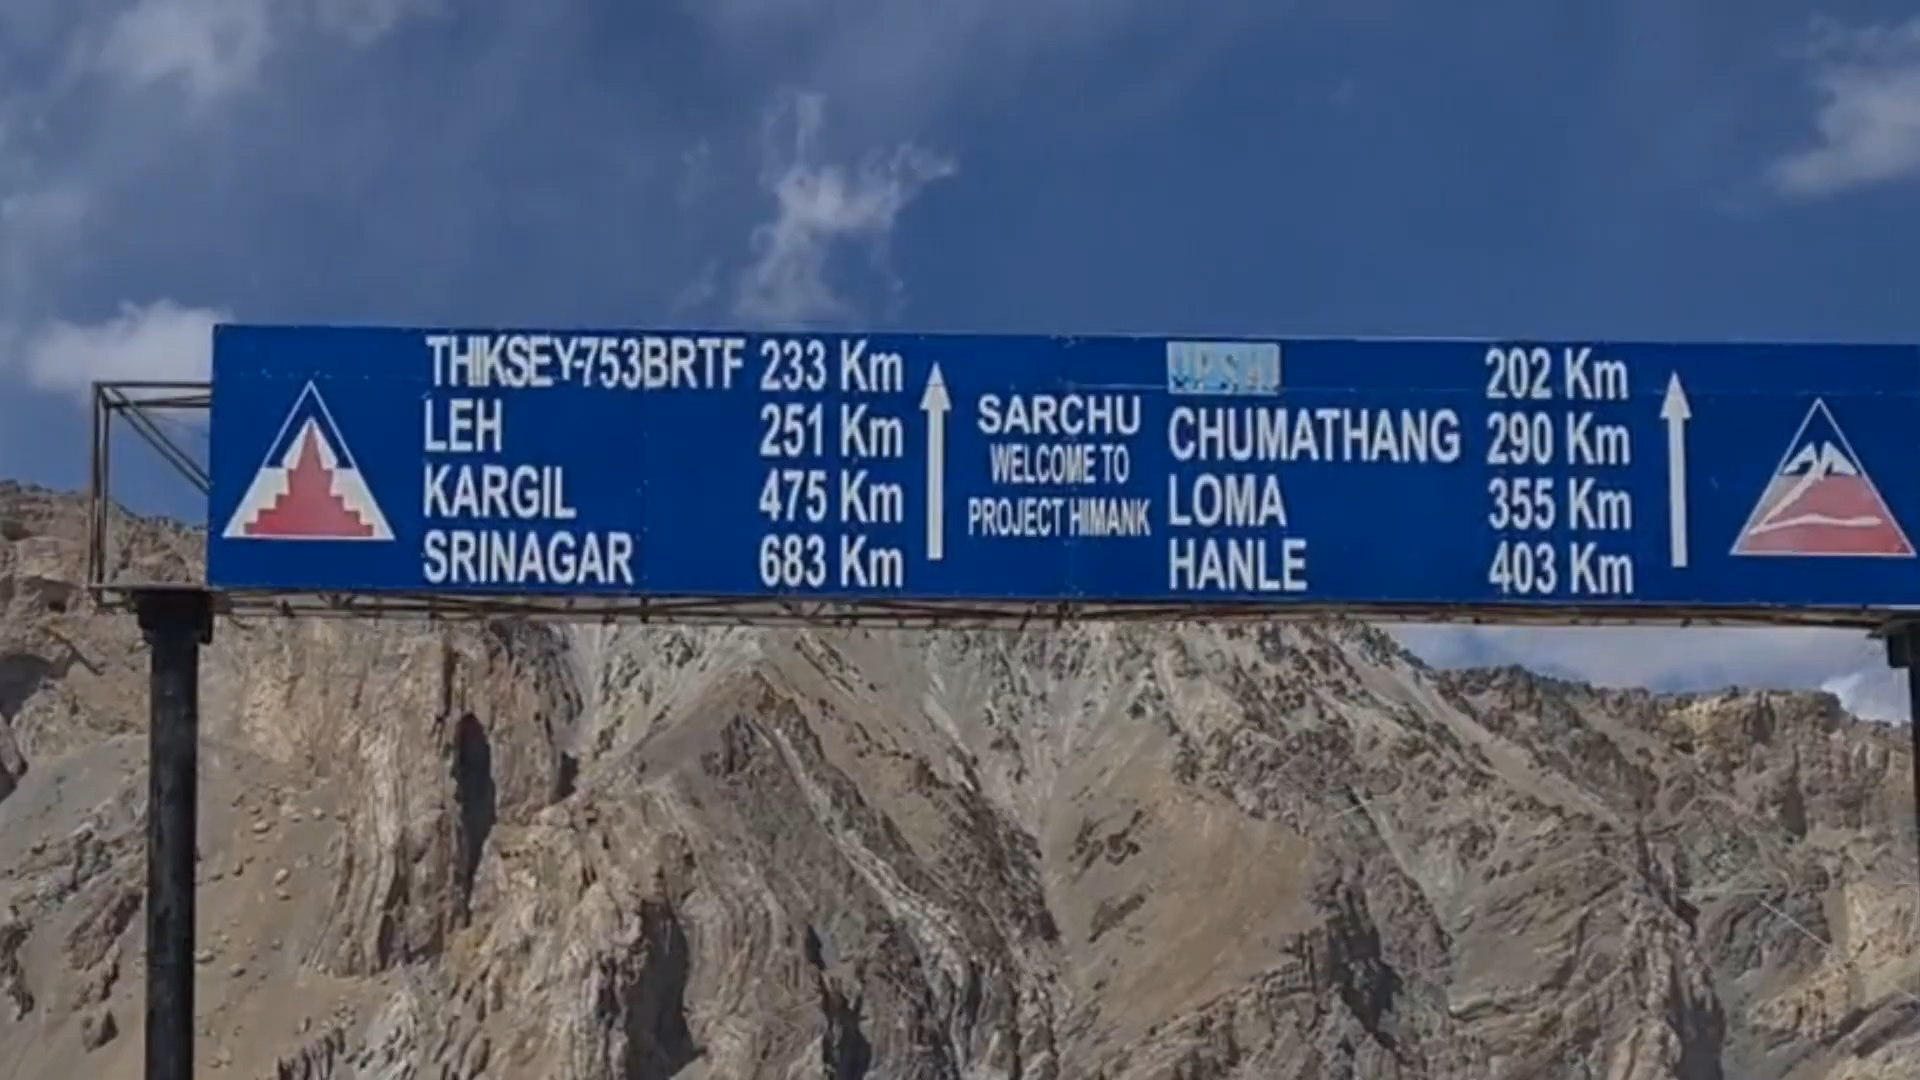 THIKSEY-753BRTF 233 Km
LEH 251 Km
KARGIL 475 Km
SRINAGAR 683 Km
SARCHU
WELCOME TO
PROJECT HIMANK
202 Km
CHUMATHANG 290 Km
LOMA 355 Km
HANLE 403 Km